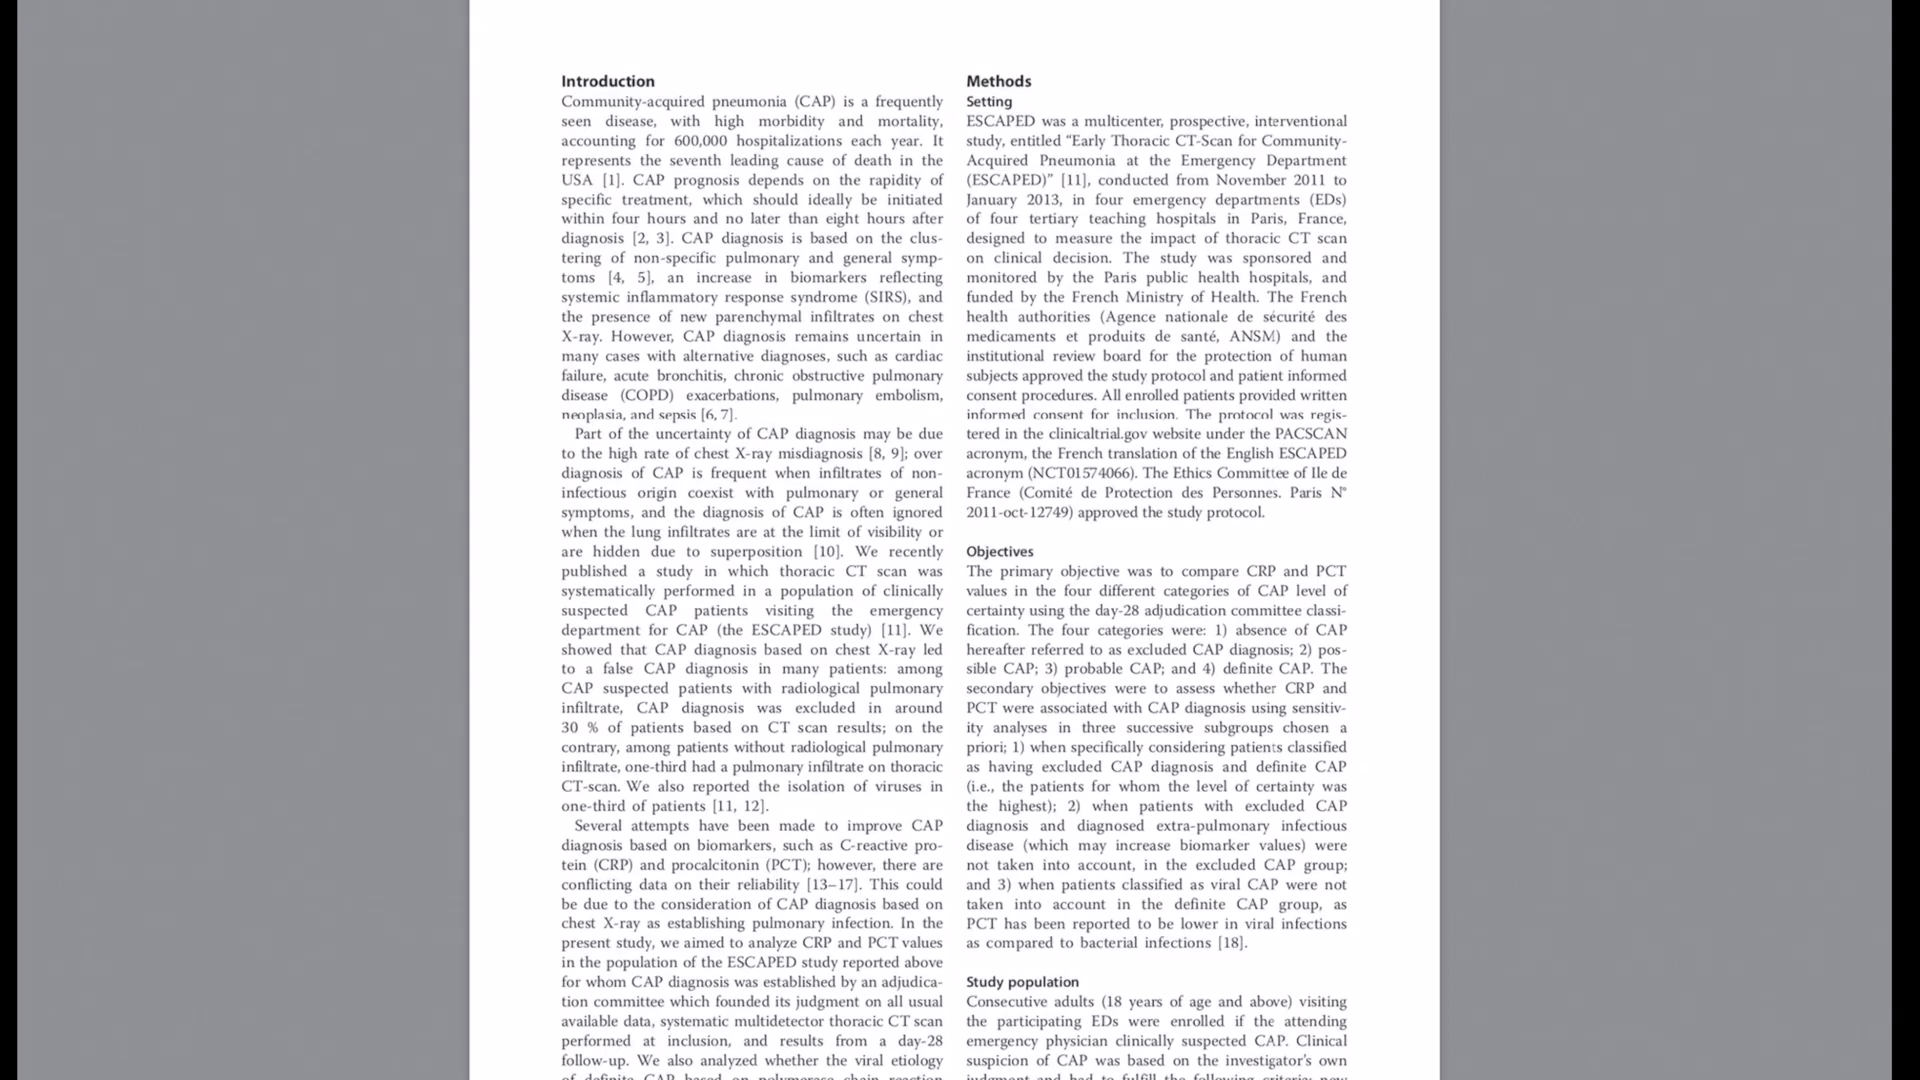 Introduction
Community-acquired pneumonia (CAP) is a frequently
seen disease, with high morbidity and mortality,
accounting for 600,000 hospitalizations each year. It
represents the seventh leading cause of death in the
USA [1]. CAP prognosis depends on the rapidity of
specific treatment, which should ideally be initiated
within four hours and no later than eight hours after
diagnosis [2, 3]. CAP diagnosis is based on the clus-
tering of non-specific pulmonary and general symp-
toms [4, 5], an increase in biomarkers reflecting
systemic inflammatory response syndrome (SIRS), and
the presence of new parenchymal infiltrates on chest
X-ray. However, CAP diagnosis remains uncertain in
many cases with alternative diagnoses, such as cardiac
failure, acute bronchitis, chronic obstructive pulmonary
disease (COPD) exacerbations, pulmonary embolism,
neoplasia, and sepsis [6, 7].
Part of the uncertainty of CAP diagnosis may be due
to the high rate of chest X-ray misdiagnosis [8, 9]; over
diagnosis of CAP is frequent when infiltrates of non-
infectious origin coexist with pulmonary or general
symptoms, and the diagnosis of CAP is often ignored
when the lung infiltrates are at the limit of visibility or
are hidden due to superposition [10]. We recently
published a study in which thoracic CT scan was
systematically performed in a population of clinically
suspected CAP patients visiting the emergency
department for CAP (the ESCAPED study) [11]. We
showed that CAP diagnosis based on chest X-ray led
to a false CAP diagnosis in many patients: among
CAP suspected patients with radiological pulmonary
infiltrate, CAP diagnosis was excluded in around
30 % of patients based on CT scan results; on the
contrary, among patients without radiological pulmonary
infiltrate, one-third had a pulmonary infiltrate on thoracic
CT-scan. We also reported the isolation of viruses in
one-third of patients [11, 12].
Several attempts have been made to improve CAP
diagnosis based on biomarkers, such as C-reactive pro-
tein (CRP) and procalcitonin (PCT); however, there are
conflicting data on their reliability [13–17]. This could
be due to the consideration of CAP diagnosis based on
chest X-ray as establishing pulmonary infection. In the
present study, we aimed to analyze CRP and PCT values
in the population of the ESCAPED study reported above
for whom CAP diagnosis was established by an adjudica-
tion committee which founded its judgment on all usual
available data, systematic multidetector thoracic CT scan
performed at inclusion, and results from a day-28
follow-up. We also analyzed whether the viral etiology
of definite CAP based on polymerase chain reaction
Methods
Setting
ESCAPED was a multicenter, prospective, interventional
study, entitled “Early Thoracic CT-Scan for Community-
Acquired Pneumonia at the Emergency Department
(ESCAPED)” [11], conducted from November 2011 to
January 2013, in four emergency departments (EDs)
of four tertiary teaching hospitals in Paris, France,
designed to measure the impact of thoracic CT scan
on clinical decision. The study was sponsored and
monitored by the Paris public health hospitals, and
funded by the French Ministry of Health. The French
health authorities (Agence nationale de sécurité des
medicaments et produits de santé, ANSM) and the
institutional review board for the protection of human
subjects approved the study protocol and patient informed
consent procedures. All enrolled patients provided written
informed consent for inclusion. The protocol was regis-
tered in the clinicaltrial.gov website under the PACSCAN
acronym, the French translation of the English ESCAPED
acronym (NCT01574066). The Ethics Committee of Ile de
France (Comité de Protection des Personnes. Paris N°
2011-oct-12749) approved the study protocol.
Objectives
The primary objective was to compare CRP and PCT
values in the four different categories of CAP level of
certainty using the day-28 adjudication committee classi-
fication. The four categories were: 1) absence of CAP
hereafter referred to as excluded CAP diagnosis; 2) pos-
sible CAP; 3) probable CAP; and 4) definite CAP. The
secondary objectives were to assess whether CRP and
PCT were associated with CAP diagnosis using sensitiv-
ity analyses in three successive subgroups chosen a
priori; 1) when specifically considering patients classified
as having excluded CAP diagnosis and definite CAP
(i.e., the patients for whom the level of certainty was
the highest); 2) when patients with excluded CAP
diagnosis and diagnosed extra-pulmonary infectious
disease (which may increase biomarker values) were
not taken into account, in the excluded CAP group;
and 3) when patients classified as viral CAP were not
taken into account in the definite CAP group, as
PCT has been reported to be lower in viral infections
as compared to bacterial infections [18].
Study population
Consecutive adults (18 years of age and above) visiting
the participating EDs were enrolled if the attending
emergency physician clinically suspected CAP. Clinical
suspicion of CAP was based on the investigator’s own
judgment and had to fulfill the following criteria: new